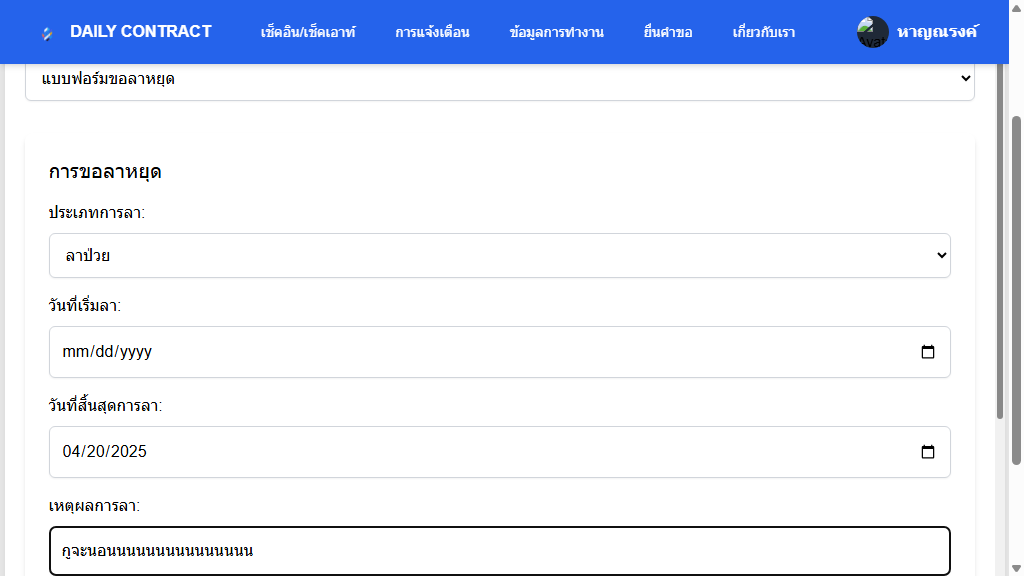 DAILY CONTRACT เช็คอิน/เช็คเอาท์ การแจ้งเตือน ข้อมูลการทำงาน ยื่นคำขอ เกี่ยวกับเรา หาญณรงค์
แบบฟอร์มขอลาหยุด
การขอลาหยุด
ประเภทการลา:
ลาป่วย
วันที่เริ่มลา:
mm/dd/yyyy
วันที่สิ้นสุดการลา:
04/20/2025
เหตุผลการลา:
กูจะนอนนนนนนนนนนนนนนน